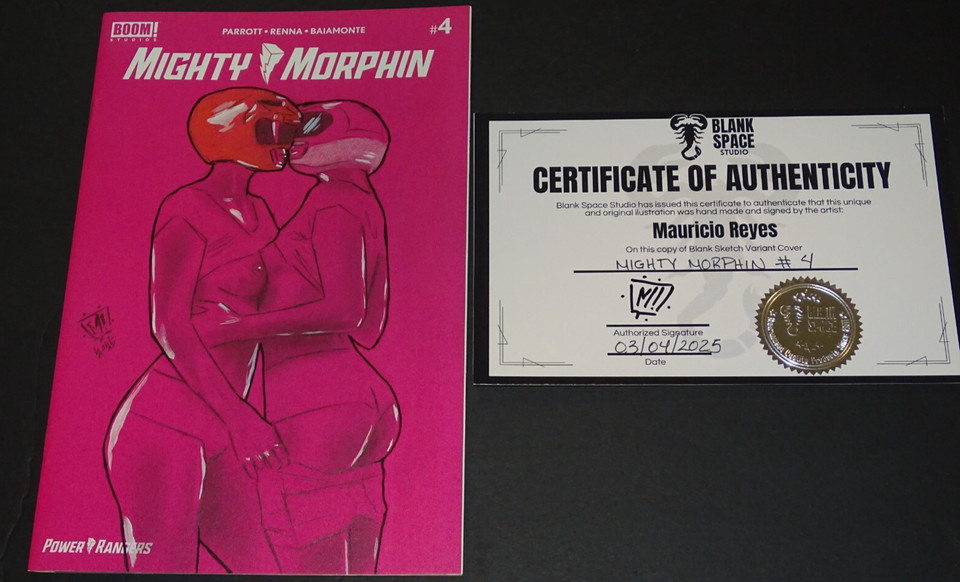 BOOM!
STUDIOS
PARROTT • RENNA • BAIAMONTE
#4
MIGHTY MORPHIN
POWER RANGERS
BLANK
SPACE
STUDIO
CERTIFICATE OF AUTHENTICITY
Blank Space Studio has issued this certificate to authenticate that this unique
and original ilustration was hand made and signed by the artist:
Mauricio Reyes
On this copy of Blank Sketch Variant Cover
MIGHTY MORPHIN # 4
Authorized Signature
03/04/2025
Date
BLANK
SPACE